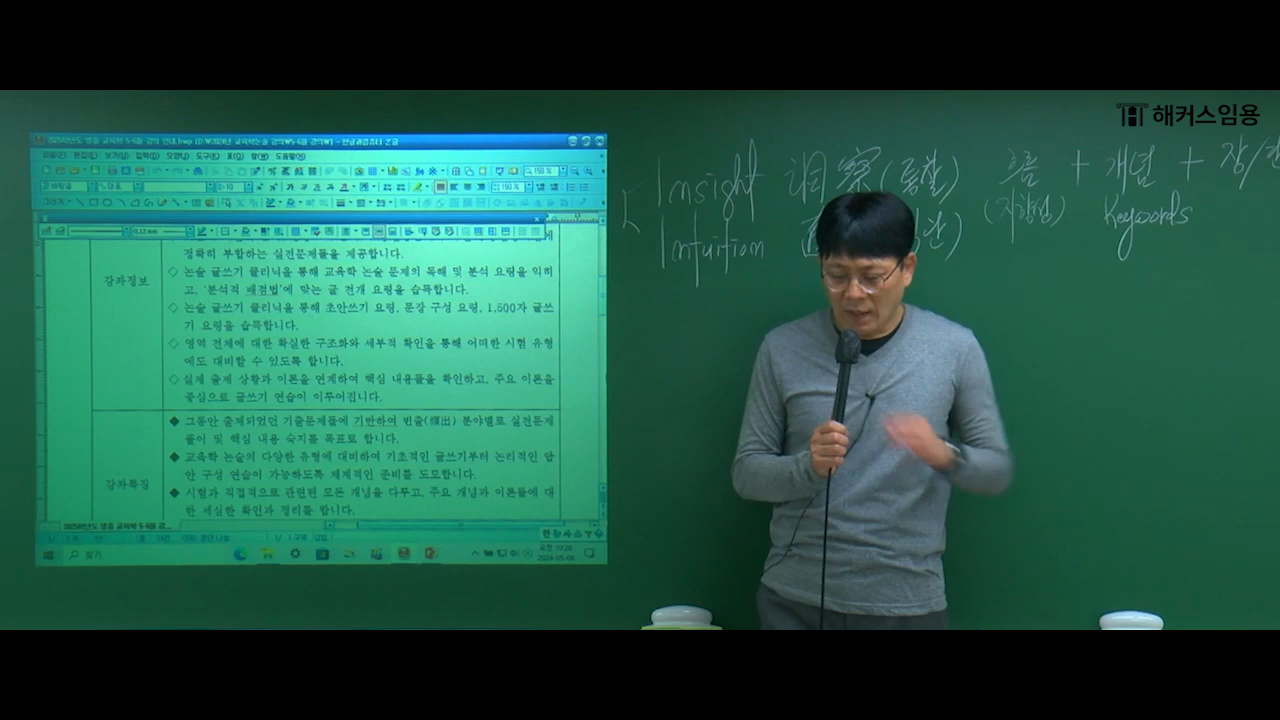 해커스임용
Insight 洞察(통찰) 흐름 + 개념 + 장/
Intuition
(지향성) Keywords
정확히 부합하는 실전문제들을 제공합니다.
강좌정보
◇ 논술 글쓰기 클리닉을 통해 교육학 논술 문제의 독해 및 분석 요령을 익히
고, '분석적 배점법'에 맞는 글 전개 요령을 습득합니다.
◇ 논술 글쓰기 클리닉을 통해 초안쓰기 요령, 문장 구성 요령, 1,500자 글쓰
기 요령을 습득합니다.
◇ 영역 전체에 대한 확실한 구조화와 세부적 확인을 통해 어떠한 시험 유형
에도 대비할 수 있도록 합니다.
◇ 실제 출제 상황과 이론을 연계하여 핵심 내용들을 확인하고, 주요 이론을
중심으로 글쓰기 연습이 이루어집니다.
강좌특징
◆ 그동안 출제되었던 기출문제들에 기반하여 빈출(頻出) 분야별로 실전문제
풀이 및 핵심 내용 숙지를 목표로 합니다.
◆ 교육학 논술의 다양한 유형에 대비하여 기초적인 글쓰기부터 논리적인 답
안 구성 연습이 가능하도록 체계적인 준비를 도모합니다.
◆ 시험과 직접적으로 관련된 모든 개념을 다루고, 주요 개념과 이론들에 대
한 세심한 확인과 정리를 합니다.
찾기
오전 10:28